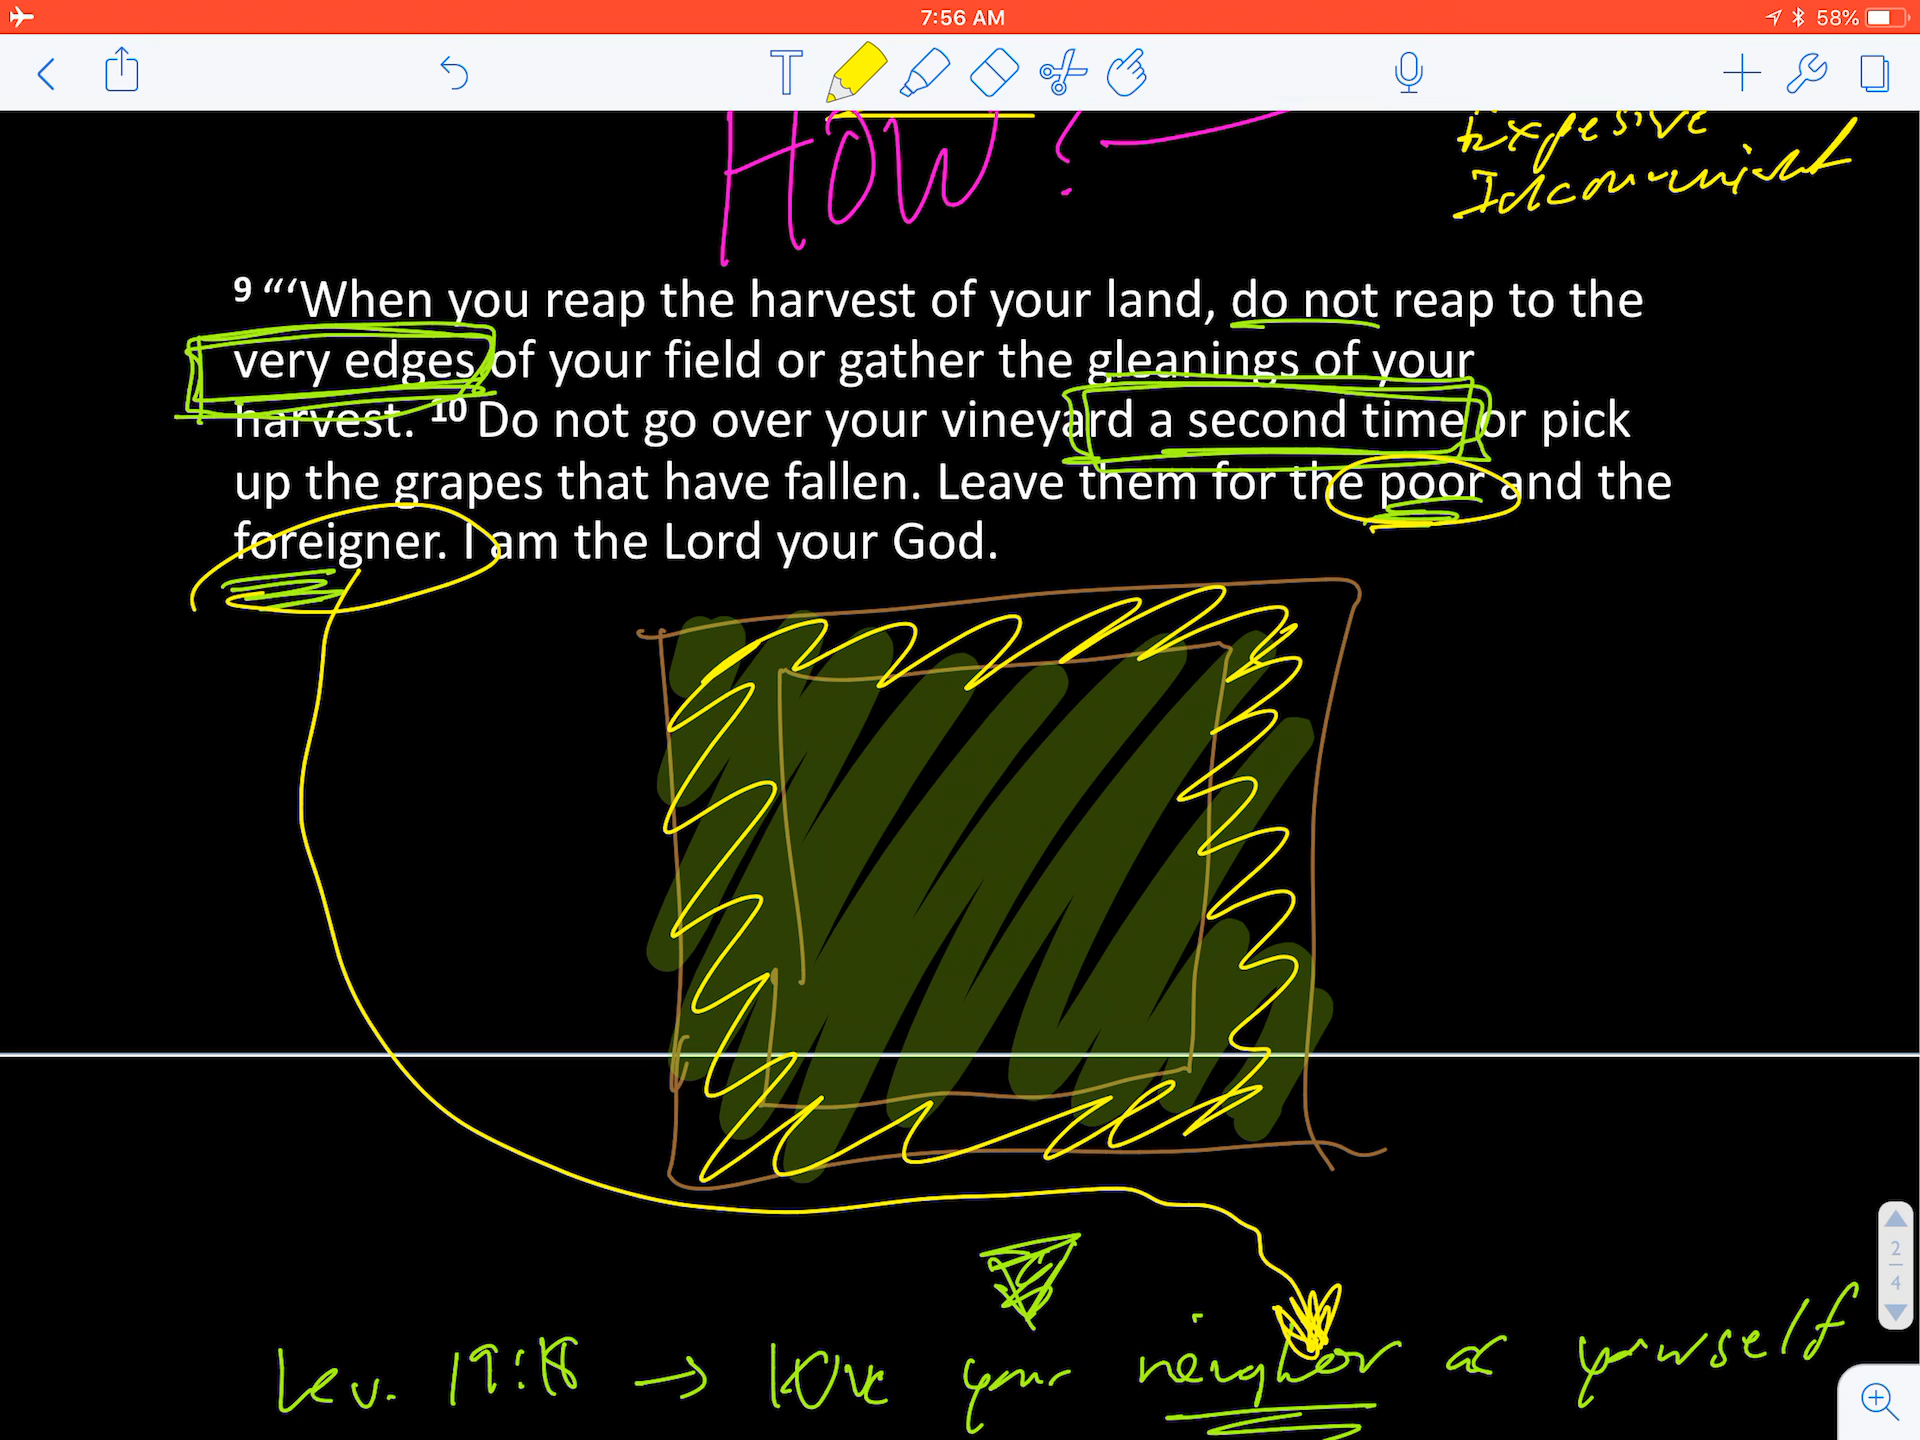 7:56 AM
58%
T
How?
Expesive
9 “‘When you reap the harvest of your land, do not reap to the
very edges of your field or gather the gleanings of your
harvest. 10 Do not go over your vineyard a second time or pick
up the grapes that have fallen. Leave them for the poor and the
foreigner. I am the Lord your God.
2
4
Lev. 19:18 → love your neighbor as yourself